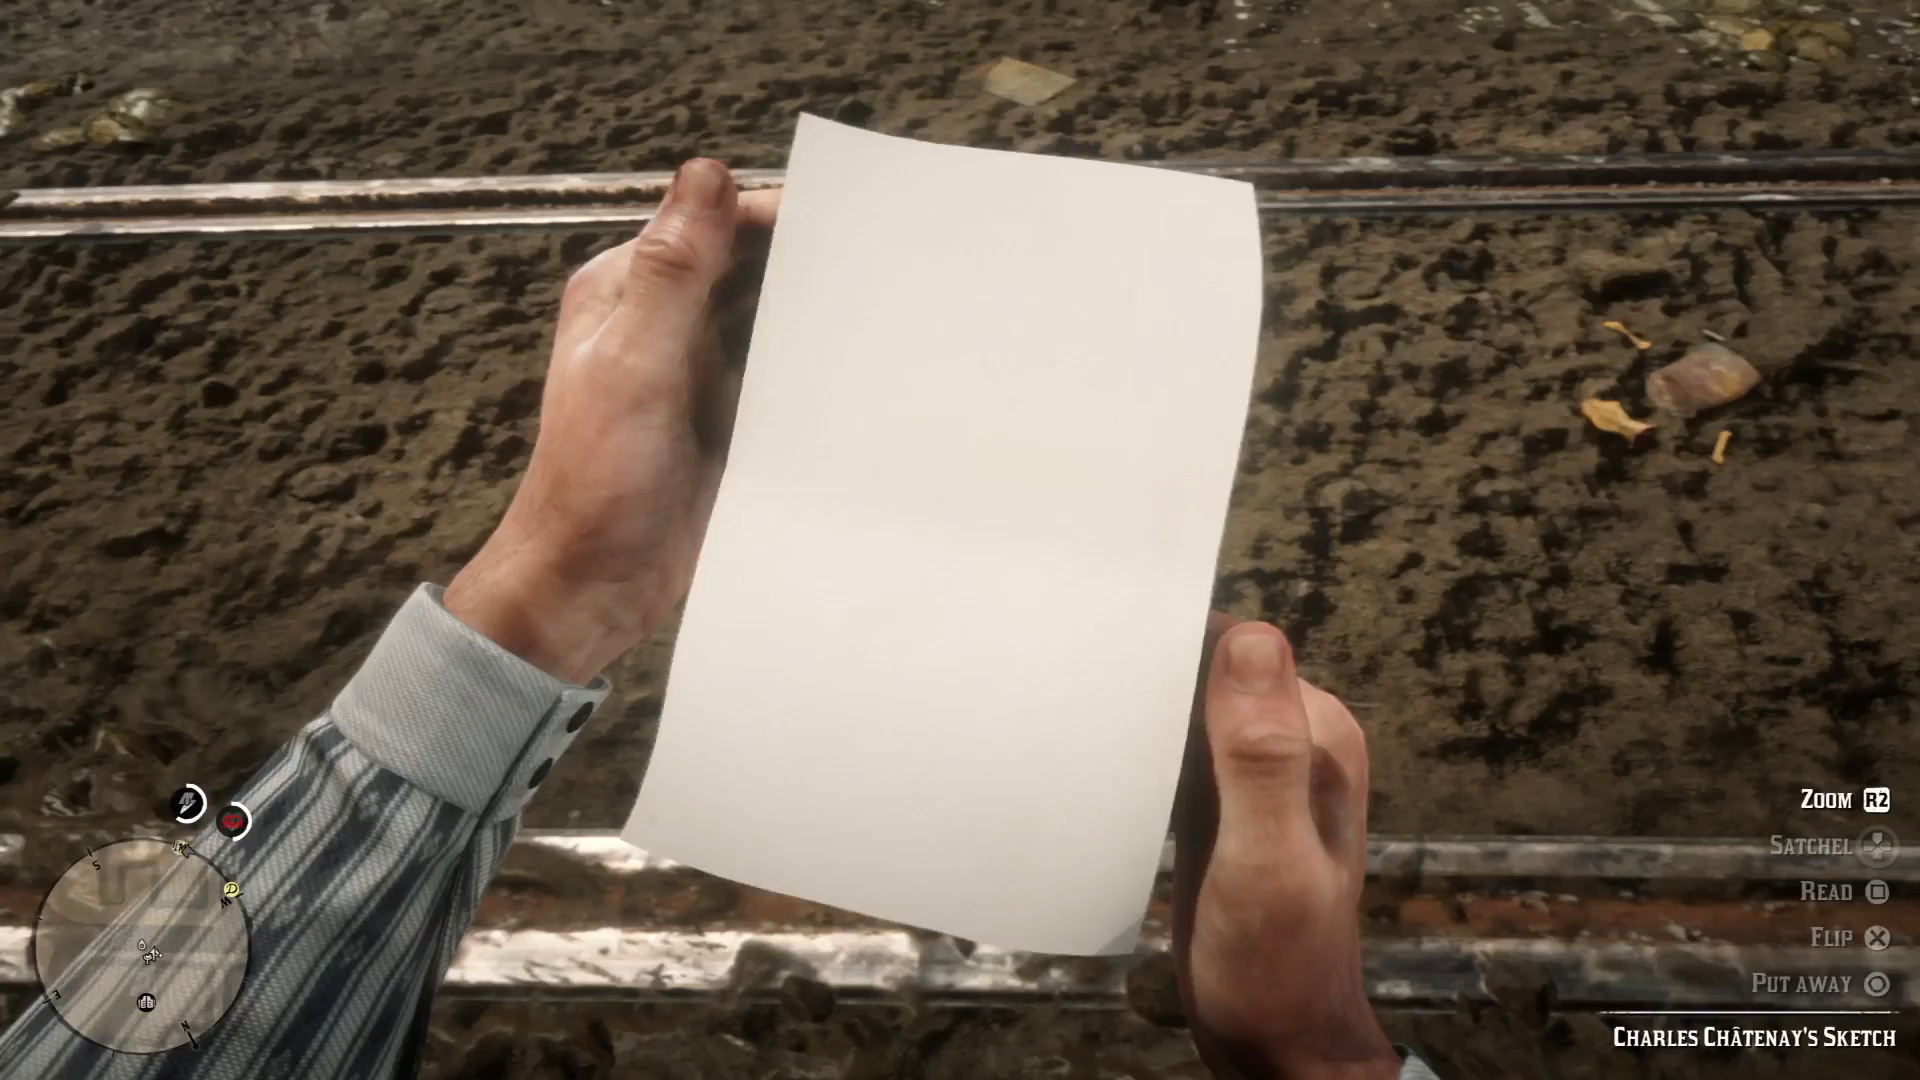 Zoom R2
Satchel
Read
Flip
Put away
Charles Châtenay's Sketch
S
W
D
E
N